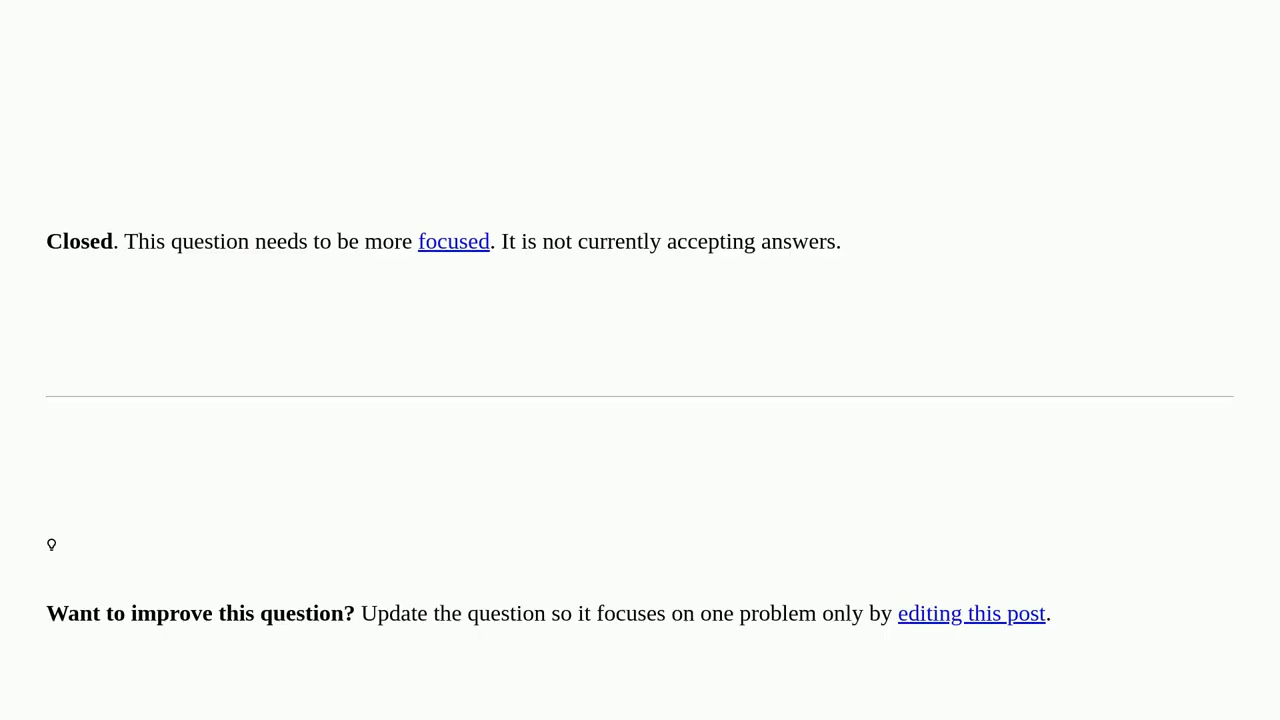 Closed. This question needs to be more focused. It is not currently accepting answers.
Want to improve this question? Update the question so it focuses on one problem only by editing this post.